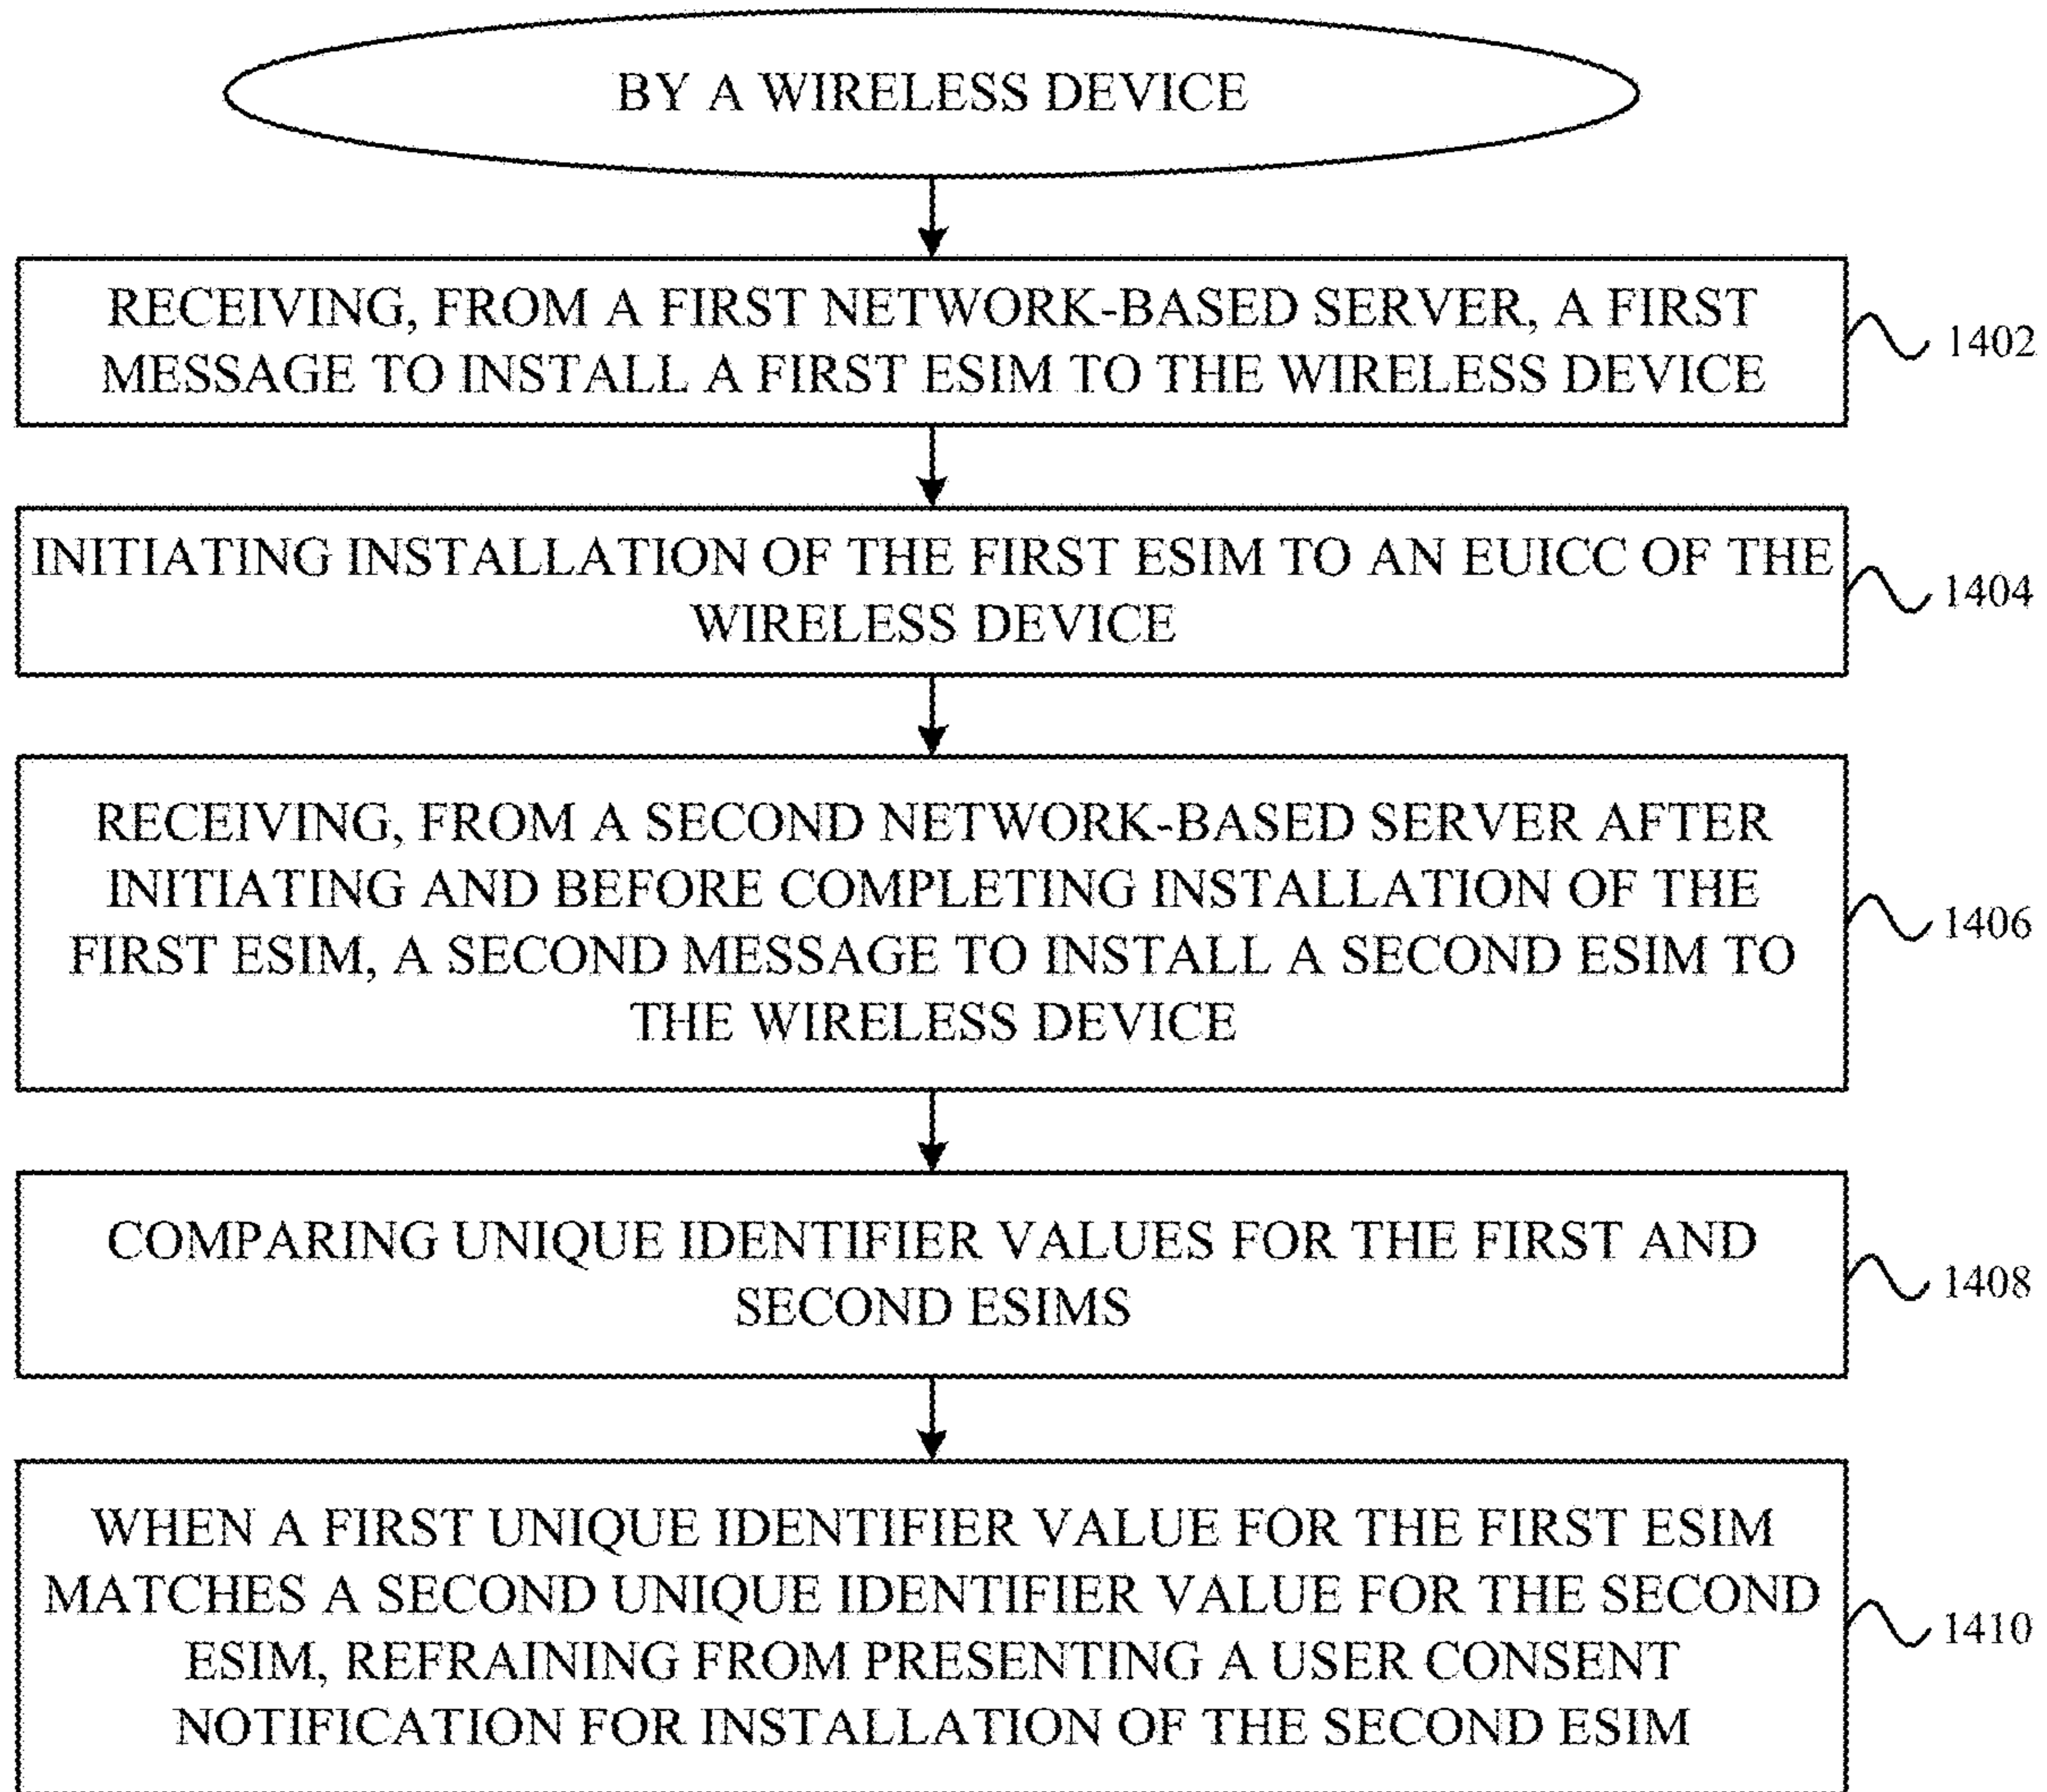 BY A WIRELESS DEVICE
RECEIVING, FROM A FIRST NETWORK-BASED SERVER, A FIRST
MESSAGE TO INSTALL A FIRST ESIM TO THE WIRELESS DEVICE
1402
INITIATING INSTALLATION OF THE FIRST ESIM TO AN EUICC OF THE
WIRELESS DEVICE
1404
RECEIVING, FROM A SECOND NETWORK-BASED SERVER AFTER
INITIATING AND BEFORE COMPLETING INSTALLATION OF THE
FIRST ESIM, A SECOND MESSAGE TO INSTALL A SECOND ESIM TO
THE WIRELESS DEVICE
1406
COMPARING UNIQUE IDENTIFIER VALUES FOR THE FIRST AND
SECOND ESIMS
1408
WHEN A FIRST UNIQUE IDENTIFIER VALUE FOR THE FIRST ESIM
MATCHES A SECOND UNIQUE IDENTIFIER VALUE FOR THE SECOND
ESIM, REFRAINING FROM PRESENTING A USER CONSENT
NOTIFICATION FOR INSTALLATION OF THE SECOND ESIM
1410